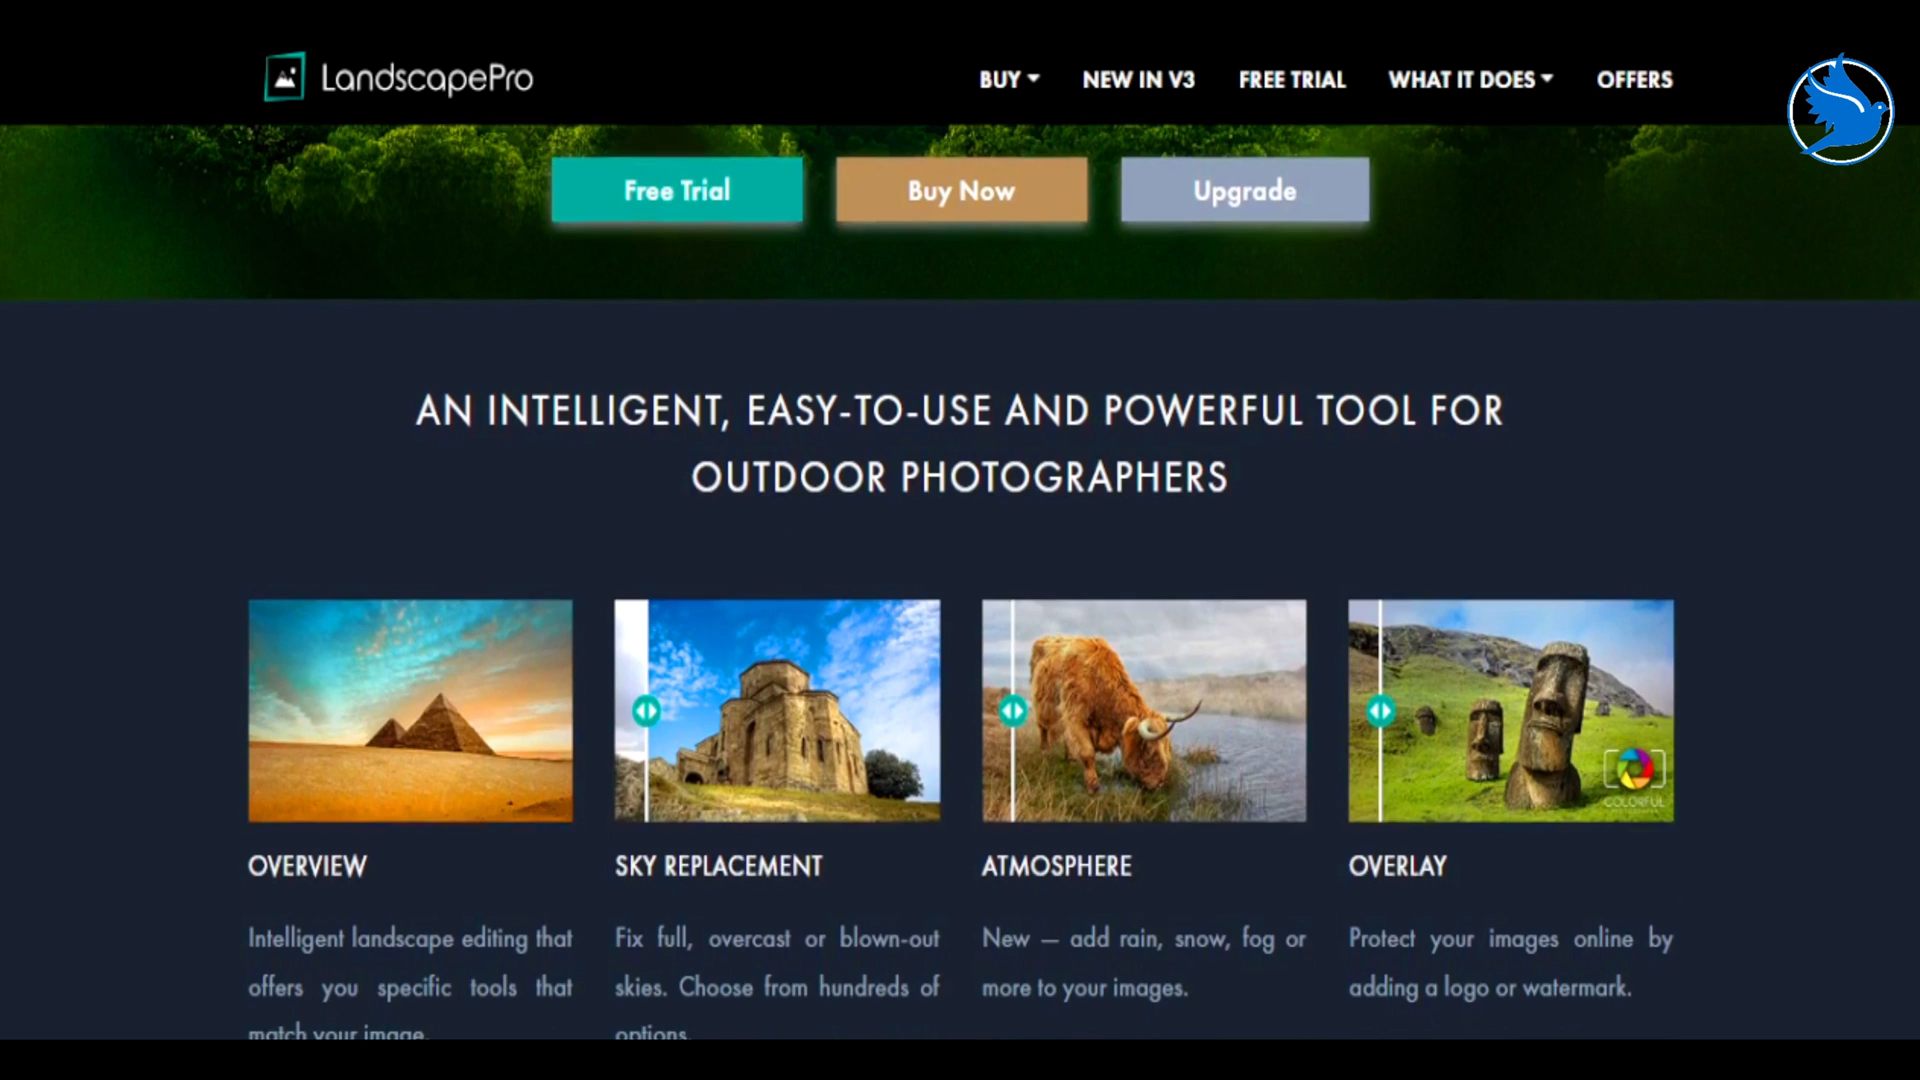 LandscapePro
BUY NEW IN V3 FREE TRIAL WHAT IT DOES OFFERS
Free Trial Buy Now Upgrade
AN INTELLIGENT, EASY-TO-USE AND POWERFUL TOOL FOR
OUTDOOR PHOTOGRAPHERS
COLORFUL
OVERVIEW
Intelligent landscape editing that
offers you specific tools that
match your image.
SKY REPLACEMENT
Fix full, overcast or blown-out
skies. Choose from hundreds of
options.
ATMOSPHERE
New — add rain, snow, fog or
more to your images.
OVERLAY
Protect your images online by
adding a logo or watermark.